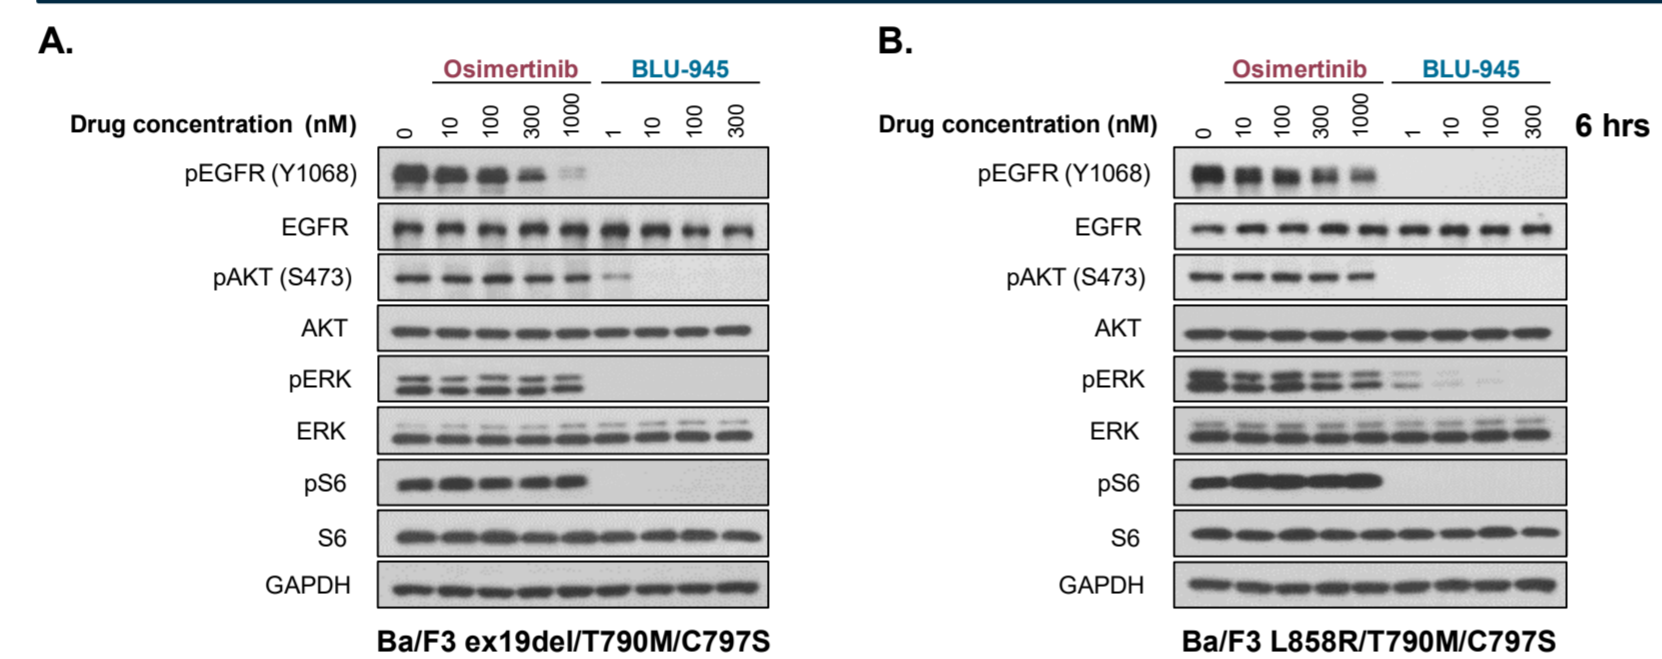 A.
Osimertinib BLU-945
Drug concentration (nM) 0 10 100 300 1000 1 10 100 300
pEGFR (Y1068)
EGFR
pAKT (S473)
AKT
pERK
ERK
pS6
S6
GAPDH
Ba/F3 ex19del/T790M/C797S
B.
Osimertinib BLU-945
Drug concentration (nM) 0 10 100 300 1000 1 10 100 300 6 hrs
pEGFR (Y1068)
EGFR
pAKT (S473)
AKT
pERK
ERK
pS6
S6
GAPDH
Ba/F3 L858R/T790M/C797S